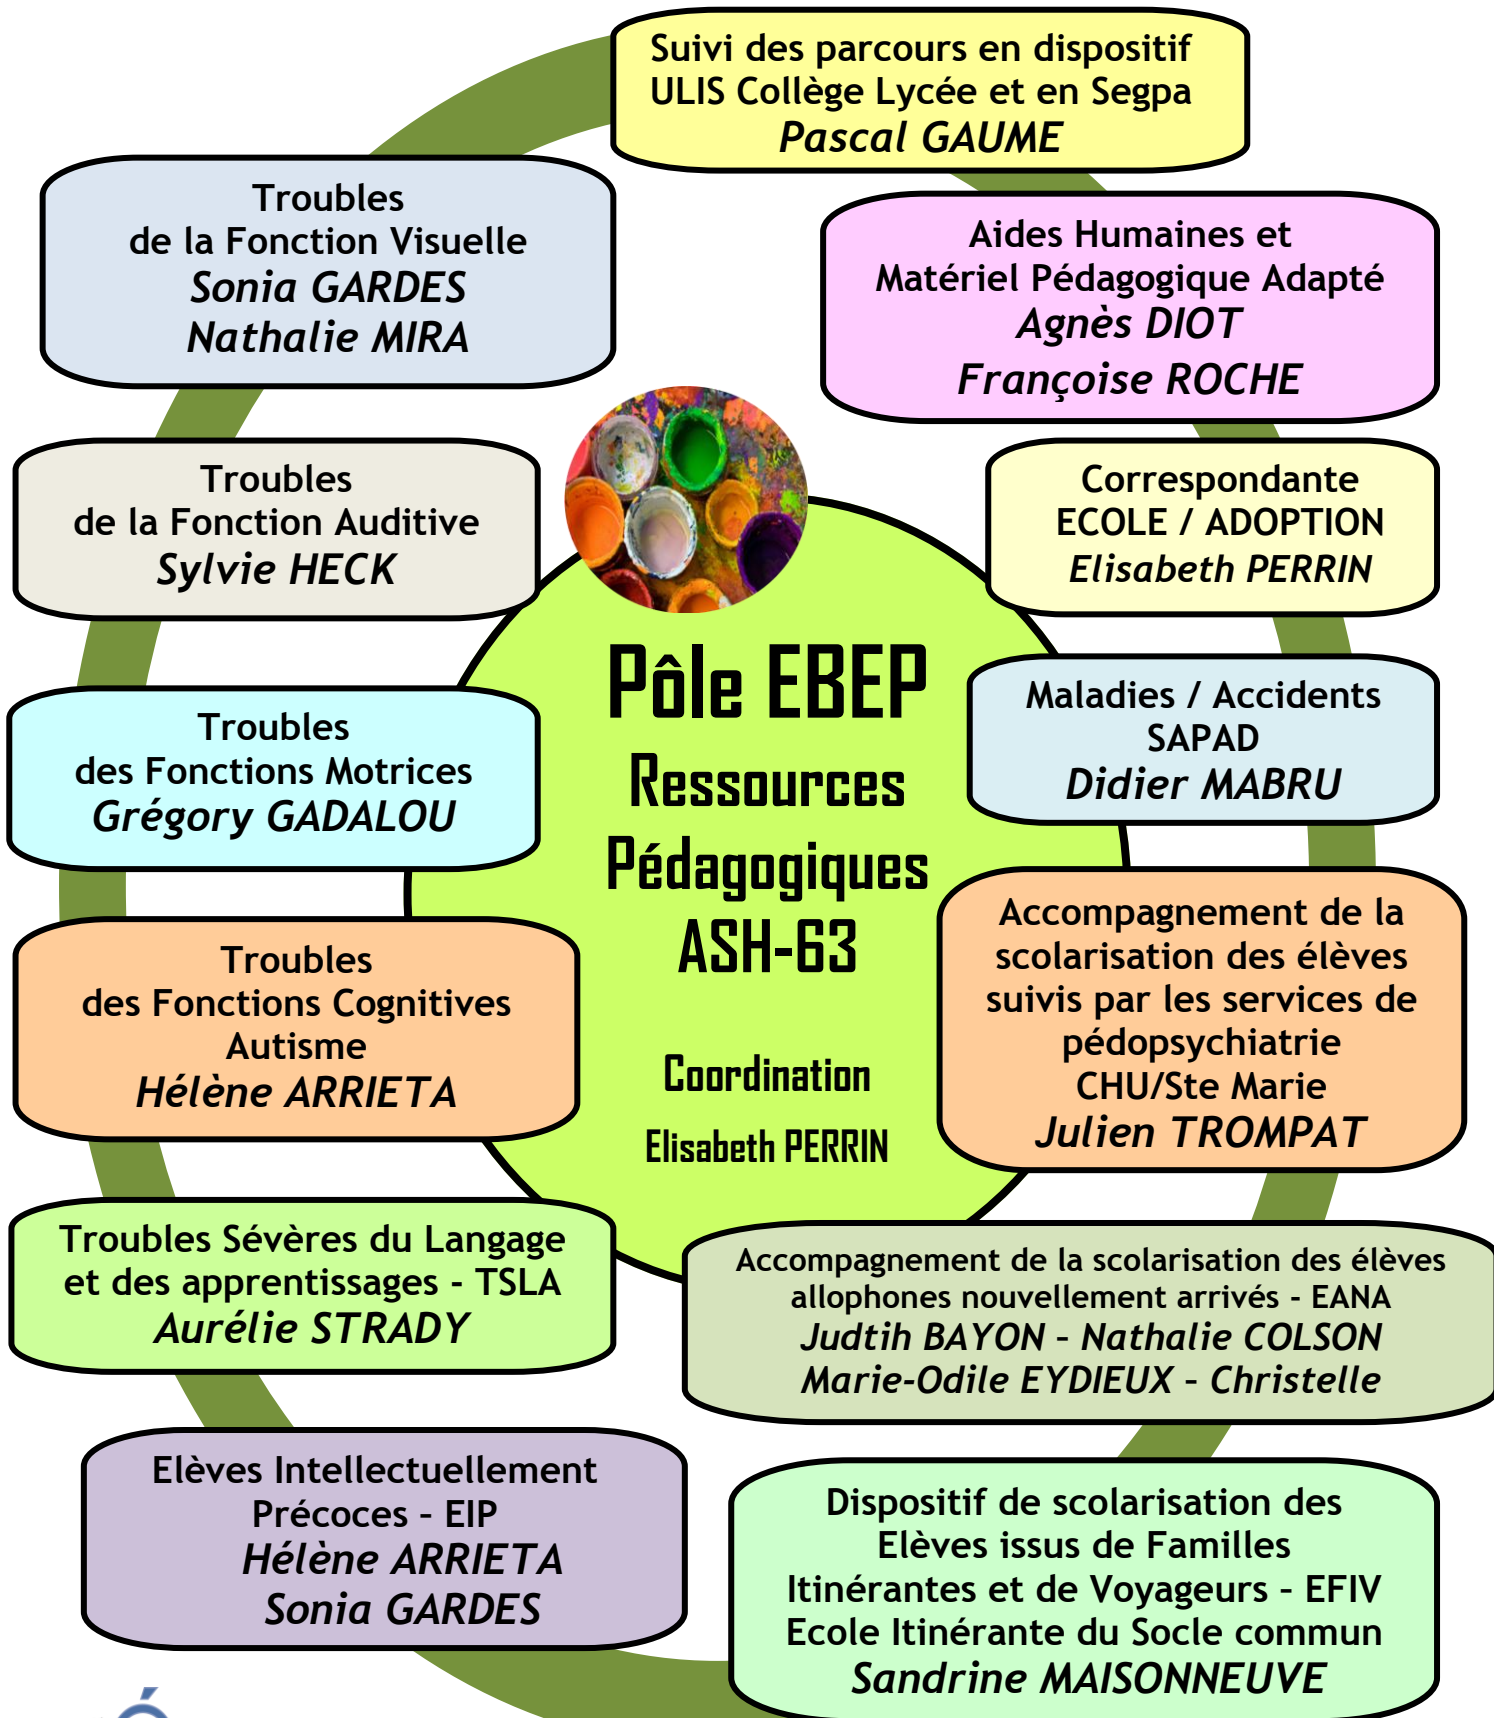 Suivi des parcours en dispositif
ULIS Collège Lycée et en Segpa
Pascal GAUME
Troubles
de la Fonction Visuelle
Sonia GARDES
Nathalie MIRA
Aides Humaines et
Matériel Pédagogique Adapté
Agnès DIOT
Françoise ROCHE
Troubles
de la Fonction Auditive
Sylvie HECK
Correspondante
ECOLE / ADOPTION
Elisabeth PERRIN
Pôle EBEP
Ressources
Pédagogiques
ASH-63
Coordination
Elisabeth PERRIN
Troubles
des Fonctions Motrices
Grégory GADALOU
Maladies / Accidents
SAPAD
Didier MABRU
Troubles
des Fonctions Cognitives
Autisme
Hélène ARRIETA
Accompagnement de la
scolarisation des élèves
suivis par les services de
pédopsychiatrie
CHU/Ste Marie
Julien TROMPAT
Troubles Sévères du Langage
et des apprentissages - TSLA
Aurélie STRADY
Accompagnement de la scolarisation des élèves
allophones nouvellement arrivés - EANA
Judtih BAYON – Nathalie COLSON
Marie-Odile EYDIEUX – Christelle
Elèves Intellectuellement
Précoces – EIP
Hélène ARRIETA
Sonia GARDES
Dispositif de scolarisation des
Elèves issus de Familles
Itinérantes et de Voyageurs – EFIV
Ecole Itinérante du Socle commun
Sandrine MAISONNEUVE